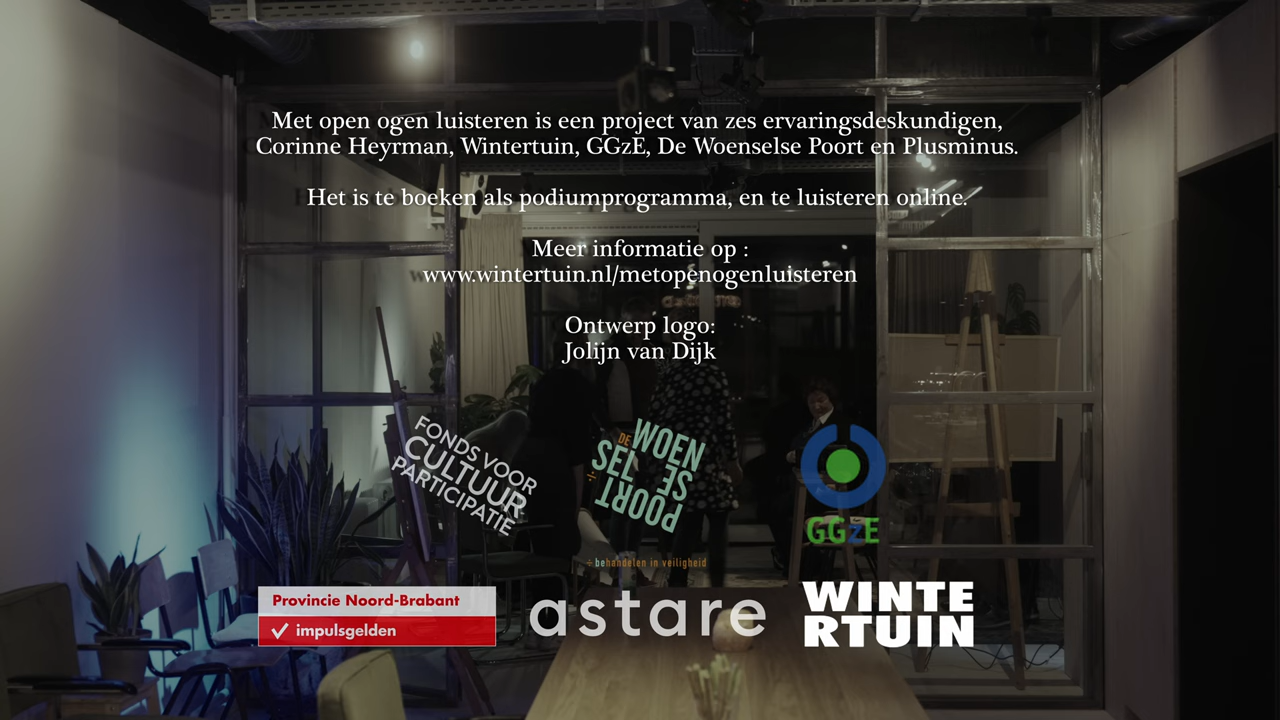 Met open ogen luisteren is een project van zes ervaringsdeskundigen,
Corinne Heyrman, Wintertuin, GGzE, De Woenselse Poort en Plusminus.
Het is te boeken als podiumprogramma, en te luisteren online.
Meer informatie op :
www.wintertuin.nl/metopenogenluisteren
Ontwerp logo:
Jolijn van Dijk
FONDS VOOR
CULTUUR
PARTICIPATIE
DE WOEN
SEL SE
POORT
÷behandelen in veiligheid
GGzE
Provincie Noord-Brabant
impulsgelden
astare
WINTE
RTUIN